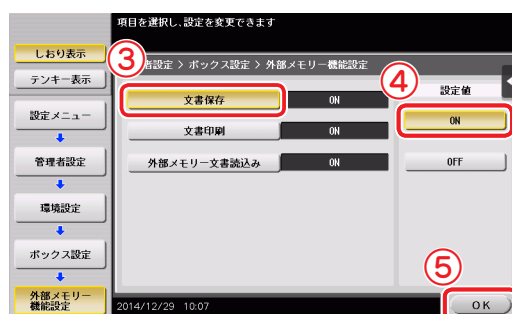 項目を選択し、設定を変更できます
しおり表示
テンキー表示
設定メニュー
管理者設定
環境設定
ボックス設定
外部メモリー
機能設定
③
者設定 > ボックス設定 > 外部メモリー機能設定
文書保存 ON
文書印刷 ON
外部メモリー文書読込み ON
④
設定値
ON
OFF
⑤
2014/12/29 10:07
OK